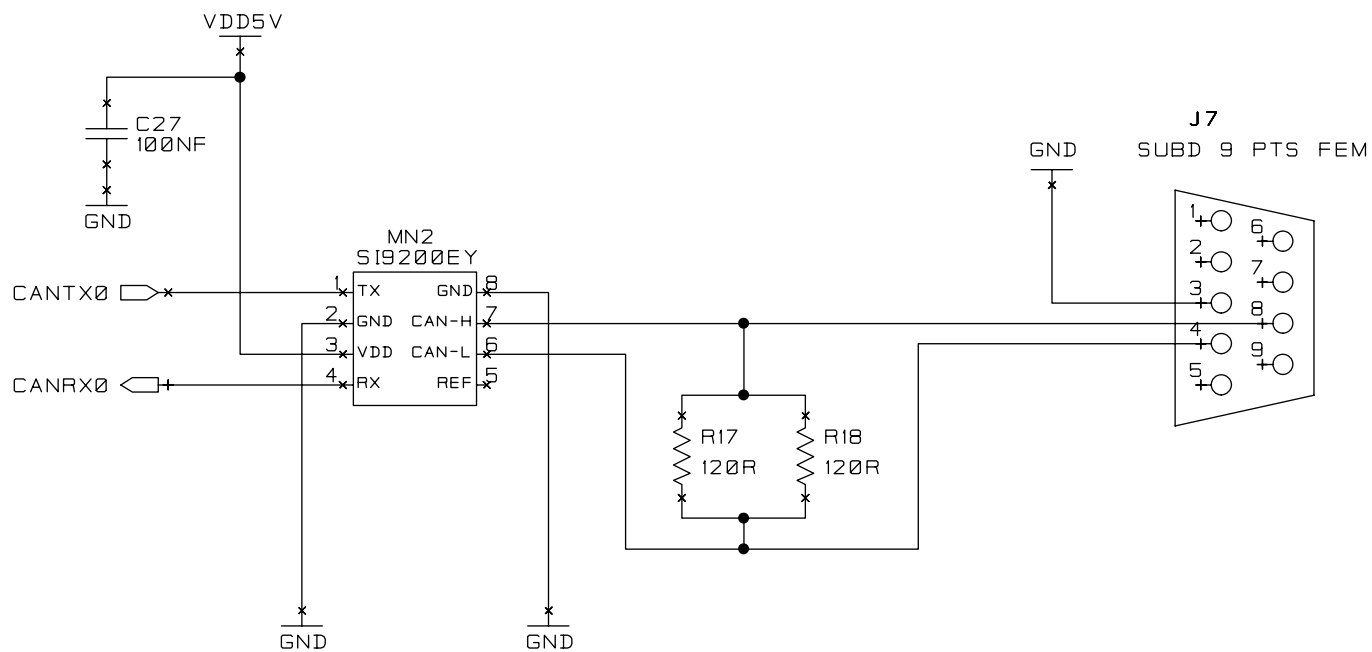 VDD5V
C27
100NF
GND
J7
SUBD 9 PTS FEM
GND
1
2
3
4
5
6
7
8
9
MN2
SI9200EY
CANTX0
1
TX
GND
8
2
GND
CAN-H
7
3
VDD
CAN-L
6
CANRX0
4
RX
REF
5
R17
120R
R18
120R
GND
GND